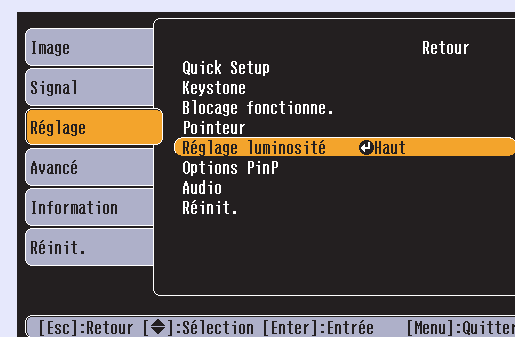 Image
Signal
Réglage
Avancé
Information
Réinit.
Retour
Quick Setup
Keystone
Blocage fonctionne.
Pointeur
Réglage luminosité Haut
Options PinP
Audio
Réinit.
[Esc]:Retour [◆]:Sélection [Enter]:Entrée [Menu]:Quitter